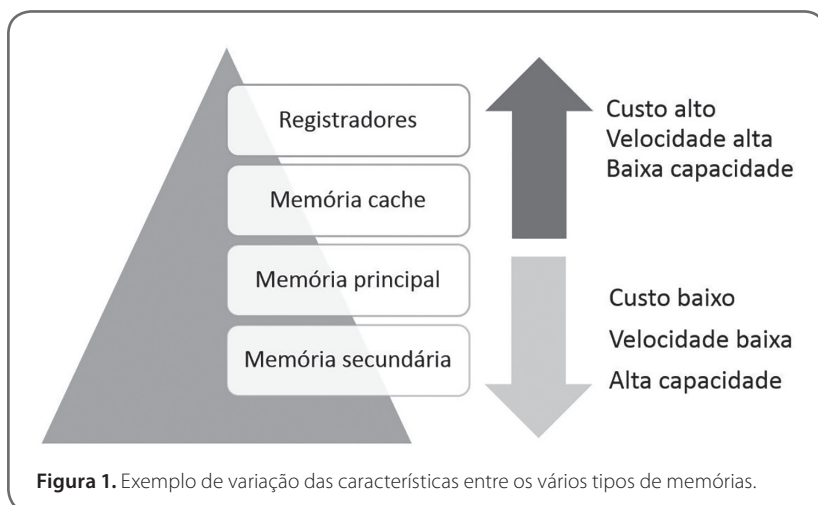 Registradores
Memória cache
Memória principal
Memória secundária
Custo alto
Velocidade alta
Baixa capacidade
Custo baixo
Velocidade baixa
Alta capacidade
Figura 1. Exemplo de variação das características entre os vários tipos de memórias.